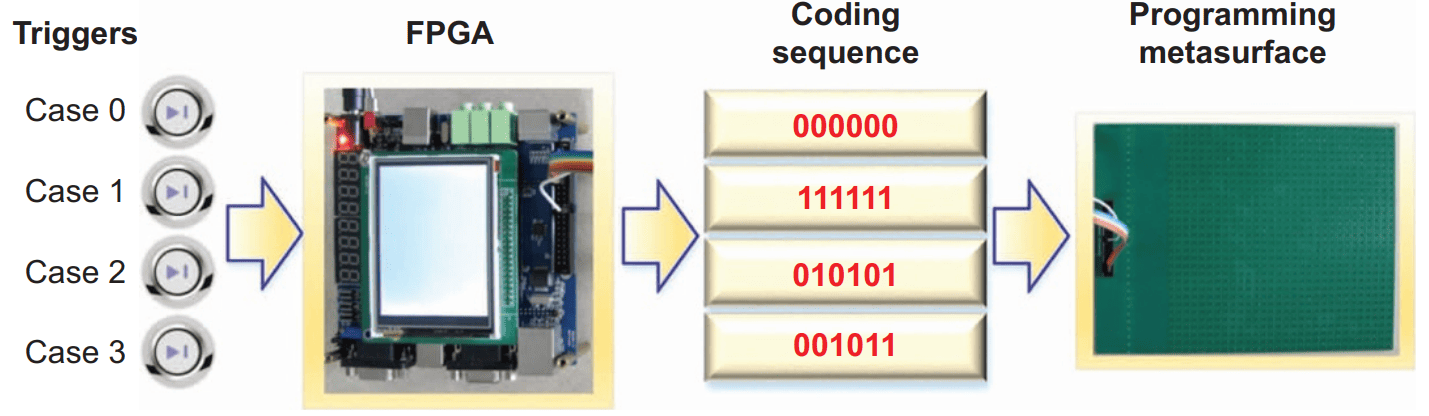 Triggers
FPGA
Coding
sequence
Programming
metasurface
Case 0
Case 1
Case 2
Case 3
000000
111111
010101
001011